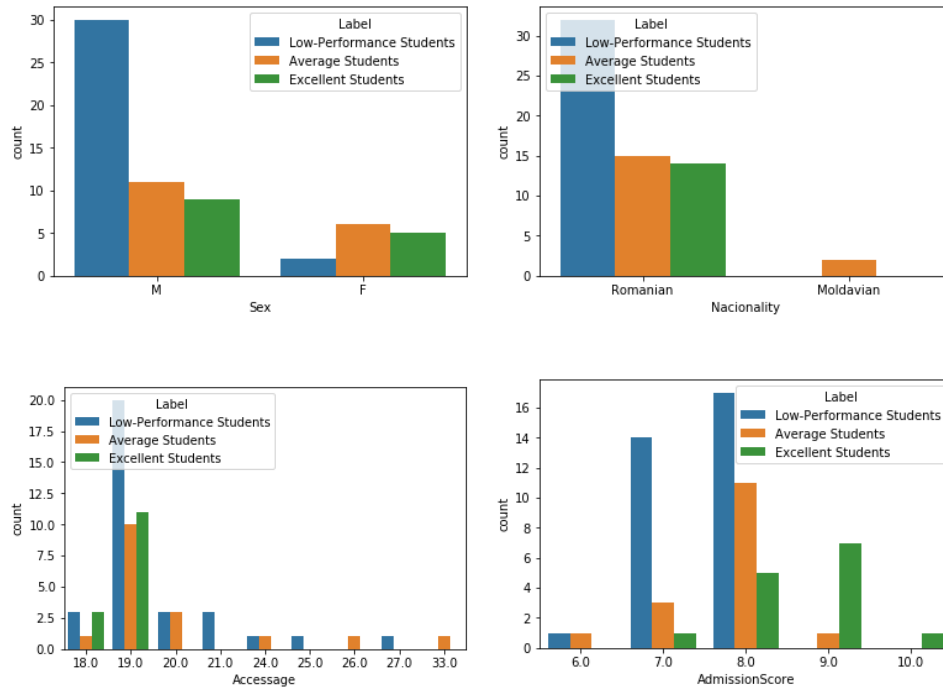 Label
Low-Performance Students
Average Students
Excellent Students
30
25
20
15
10
5
0
count
M F
Sex
Label
Low-Performance Students
Average Students
Excellent Students
30
25
20
15
10
5
0
count
Romanian Moldavian
Nacionality
Label
Low-Performance Students
Average Students
Excellent Students
20.0
17.5
15.0
12.5
10.0
7.5
5.0
2.5
0.0
count
18.0 19.0 20.0 21.0 24.0 25.0 26.0 27.0 33.0
Accessage
Label
Low-Performance Students
Average Students
Excellent Students
16
14
12
10
8
6
4
2
0
count
6.0 7.0 8.0 9.0 10.0
AdmissionScore